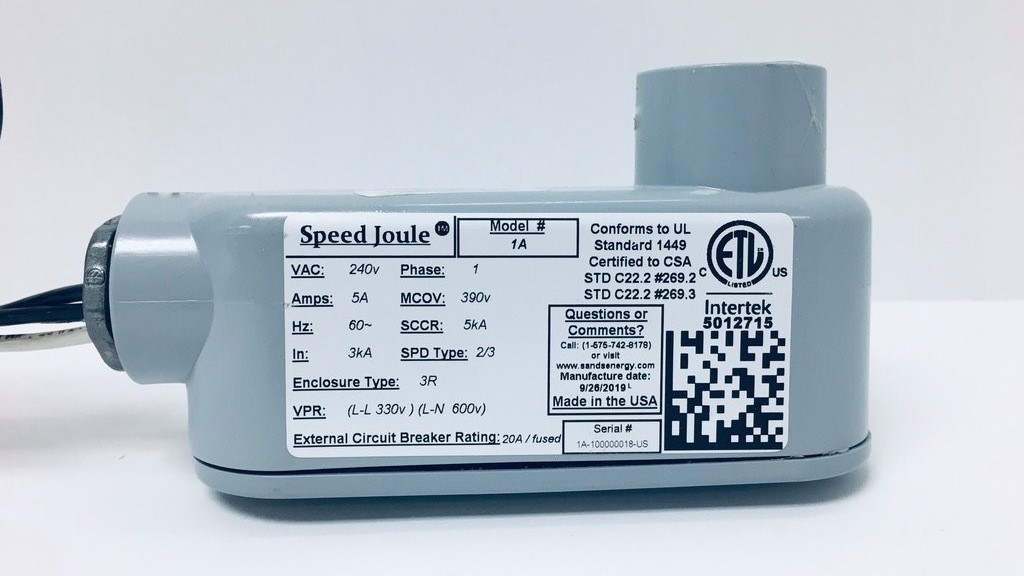 Speed Joule TM
Model #
1A
VAC: 240v Phase: 1
Amps: 5A MCOV: 390v
Hz: 60~ SCCR: 5kA
In: 3kA SPD Type: 2/3
Enclosure Type: 3R
VPR: (L-L 330v ) (L-N 600v)
External Circuit Breaker Rating: 20A / fused
Conforms to UL
Standard 1449
Certified to CSA
STD C22.2 #269.2
STD C22.2 #269.3
Questions or
Comments?
Call: (1-575-742-8178)
or visit
www.sandsenergy.com
Manufacture date:
9/26/2019 L
Made in the USA
Serial #
1A-100000018-US
ETL
LISTED
C US
Intertek
5012715